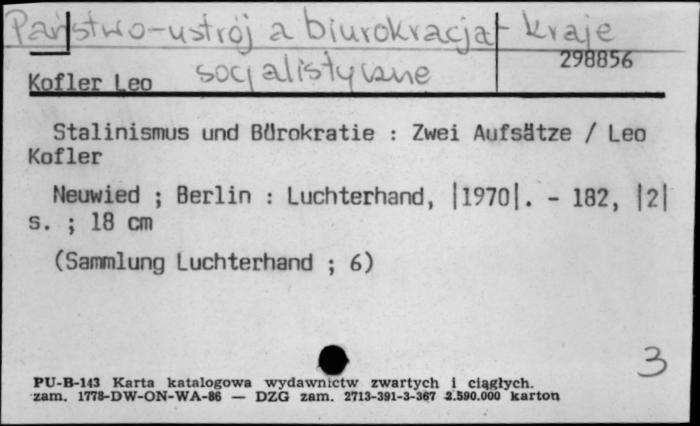 Państwo-ustrój a biurokracja - kraje
socjalistyczne
298856
Kofler Leo
Stalinismus und Bürokratie : Zwei Aufsätze / Leo
Kofler
Neuwied ; Berlin : Luchterhand, |1970|. - 182, |2|
s. ; 18 cm
(Sammlung Luchterhand ; 6)
3
PU-B-143 Karta katalogowa wydawnictw zwartych i ciągłych.
zam. 1778-DW-ON-WA-86 — DZG zam. 2713-391-3-367 2.590.000 karton